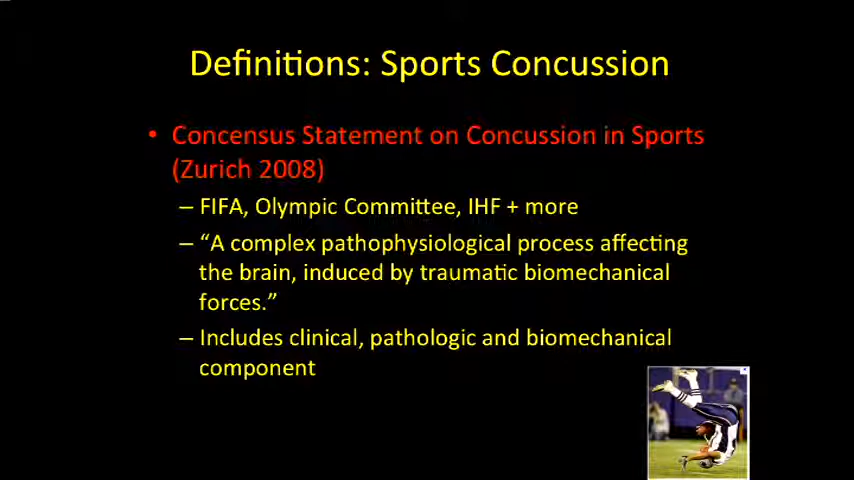 Definitions: Sports Concussion
• Concensus Statement on Concussion in Sports
(Zurich 2008)
– FIFA, Olympic Committee, IHF + more
– “A complex pathophysiological process affecting
the brain, induced by traumatic biomechanical
forces.”
– Includes clinical, pathologic and biomechanical
component